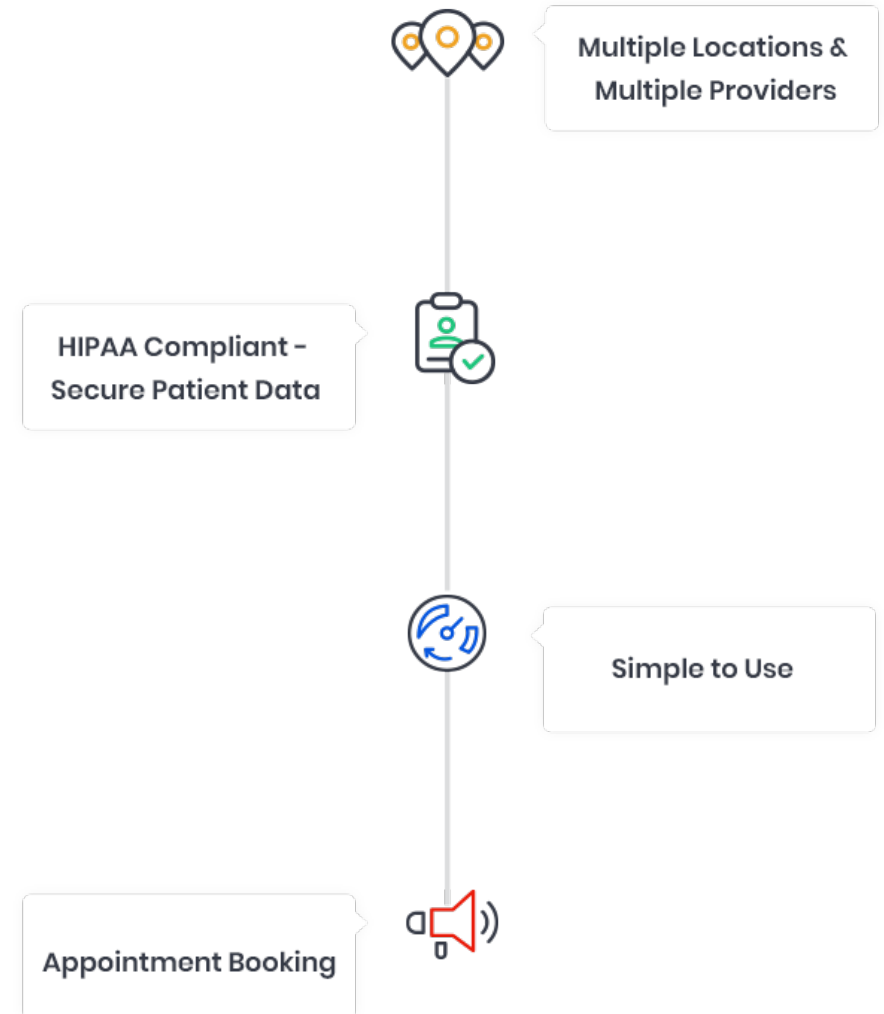 Multiple Locations &
Multiple Providers
HIPAA Compliant -
Secure Patient Data
Simple to Use
Appointment Booking